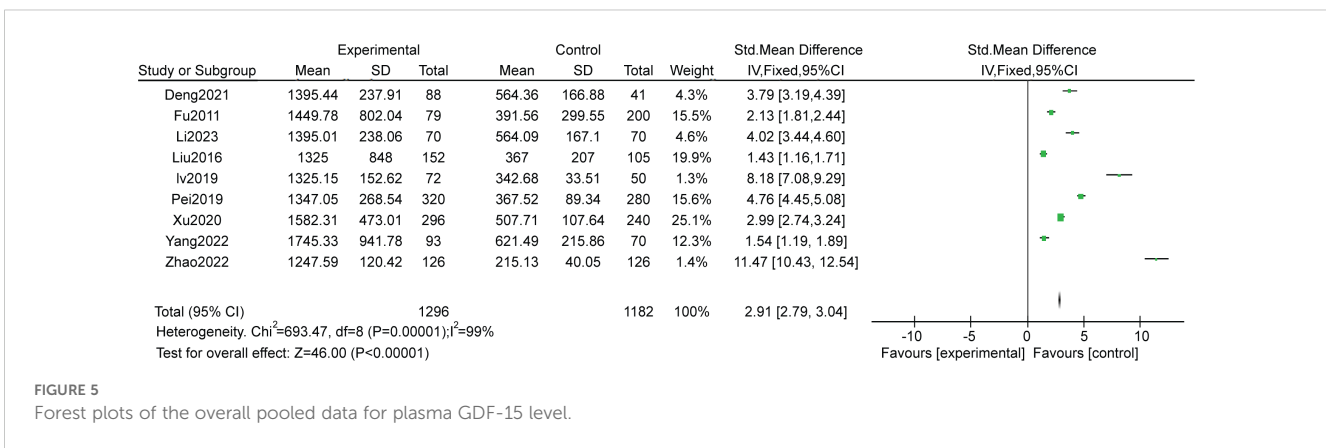 Experimental Control Std.Mean Difference Std.Mean Difference
Study or Subgroup Mean SD Total Mean SD Total Weight IV,Fixed,95%CI IV,Fixed,95%CI
Deng2021 1395.44 237.91 88 564.36 166.88 41 4.3% 3.79 [3.19,4.39]
Fu2011 1449.78 802.04 79 391.56 299.55 200 15.5% 2.13 [1.81,2.44]
Li2023 1395.01 238.06 70 564.09 167.1 70 4.6% 4.02 [3.44,4.60]
Liu2016 1325 848 152 367 207 105 19.9% 1.43 [1.16,1.71]
lv2019 1325.15 152.62 72 342.68 33.51 50 1.3% 8.18 [7.08,9.29]
Pei2019 1347.05 268.54 320 367.52 89.34 280 15.6% 4.76 [4.45,5.08]
Xu2020 1582.31 473.01 296 507.71 107.64 240 25.1% 2.99 [2.74,3.24]
Yang2022 1745.33 941.78 93 621.49 215.86 70 12.3% 1.54 [1.19, 1.89]
Zhao2022 1247.59 120.42 126 215.13 40.05 126 1.4% 11.47 [10.43, 12.54]
Total (95% CI) 1296 1182 100% 2.91 [2.79, 3.04]
Heterogeneity. Chi²=693.47, df=8 (P=0.00001);I²=99%
Test for overall effect: Z=46.00 (P<0.00001)
-10 -5 0 5 10
Favours [experimental] Favours [control]
FIGURE 5
Forest plots of the overall pooled data for plasma GDF-15 level.